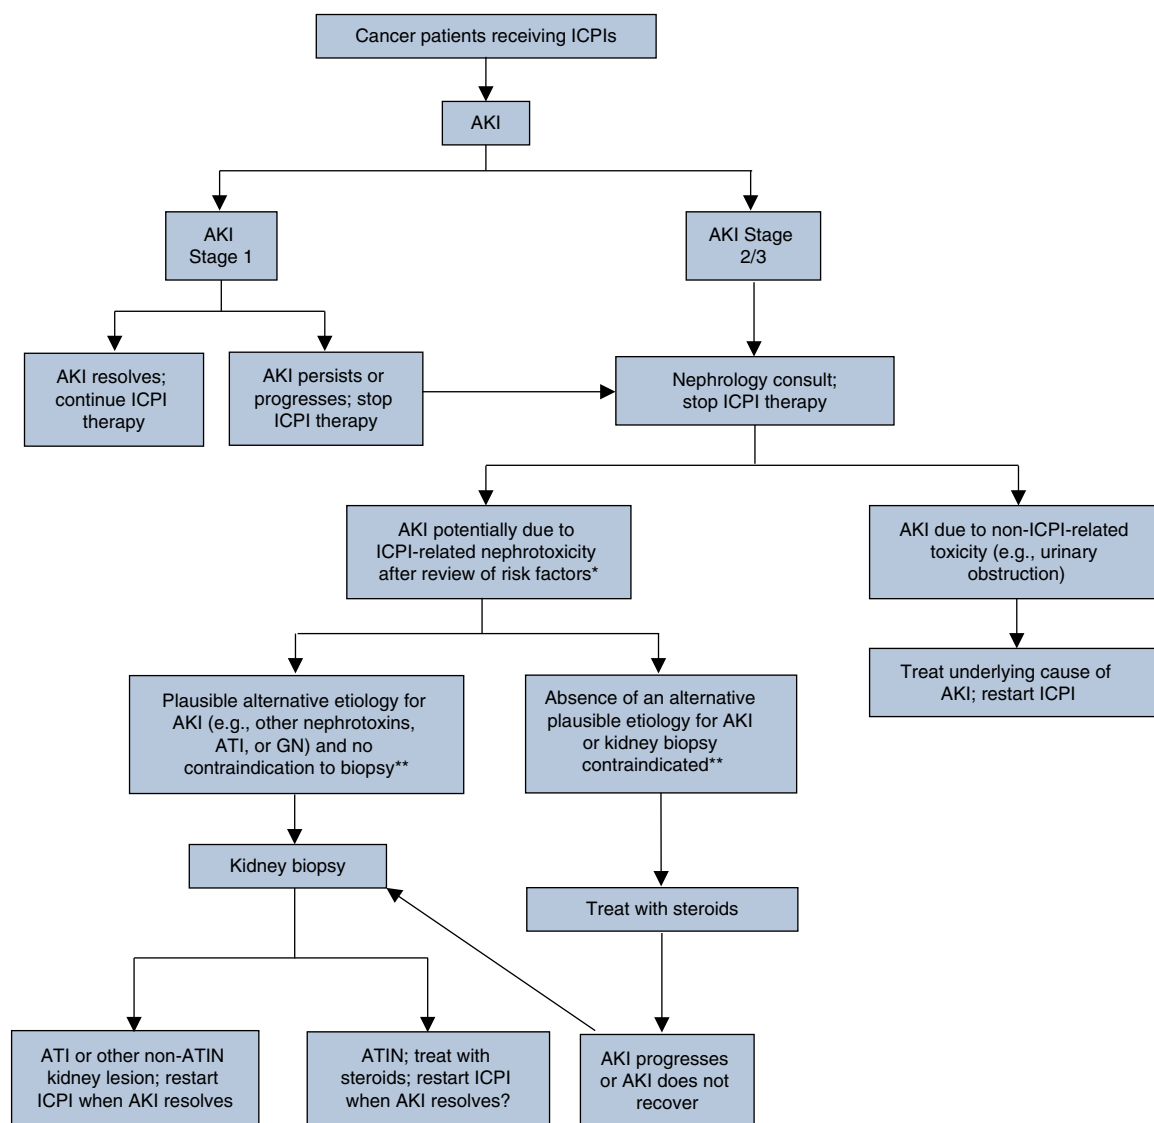 Cancer patients receiving ICPIs
AKI
AKI
Stage 1
AKI Stage
2/3
AKI resolves;
continue ICPI
therapy
AKI persists or
progresses; stop
ICPI therapy
Nephrology consult;
stop ICPI therapy
AKI potentially due to
ICPI-related nephrotoxicity
after review of risk factors*
AKI due to non-ICPI-related
toxicity (e.g., urinary
obstruction)
Plausible alternative etiology for
AKI (e.g., other nephrotoxins,
ATI, or GN) and no
contraindication to biopsy**
Absence of an alternative
plausible etiology for AKI
or kidney biopsy
contraindicated**
Treat underlying cause of
AKI; restart ICPI
Kidney biopsy
Treat with steroids
ATI or other non-ATIN
kidney lesion; restart
ICPI when AKI resolves
ATIN; treat with
steroids; restart ICPI
when AKI resolves?
AKI progresses
or AKI does not
recover